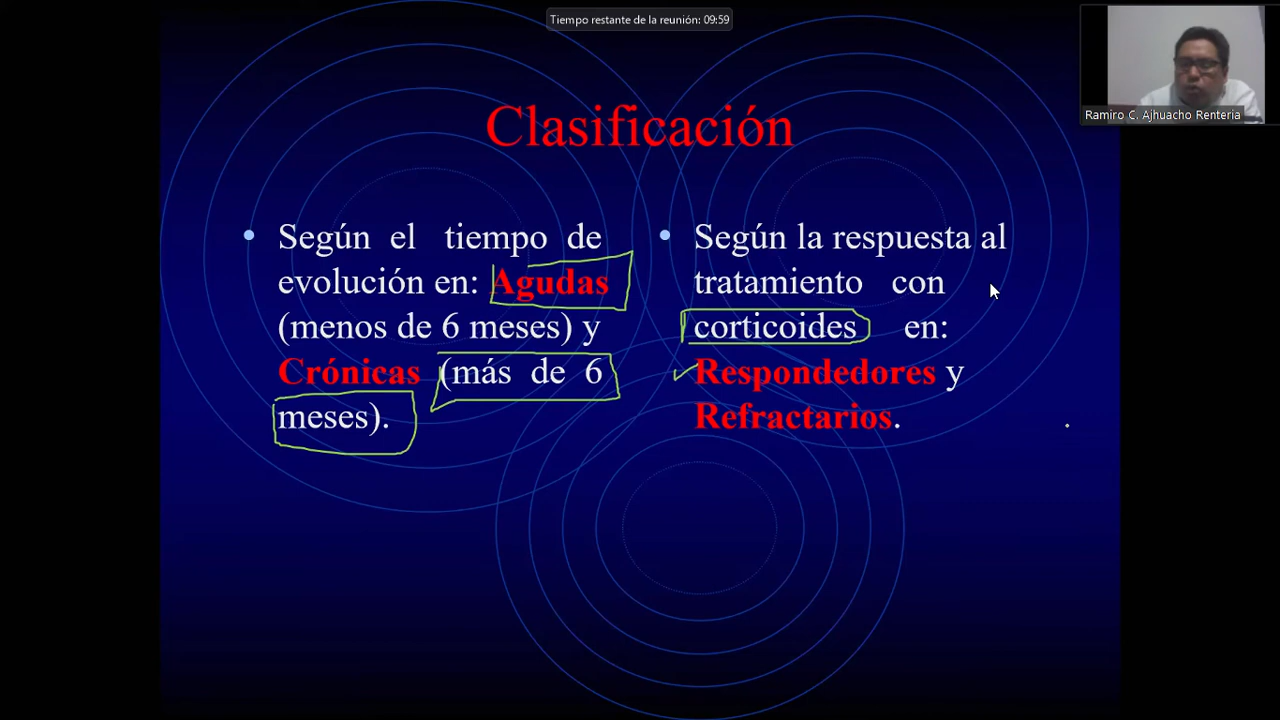 Tiempo restante de la reunión: 09:59
Ramiro C. Ajhuacho Renteria
Clasificación
• Según el tiempo de
evolución en: Agudas
(menos de 6 meses) y
Crónicas (más de 6
meses).
• Según la respuesta al
tratamiento con
corticoides en:
Respondedores y
Refractarios.